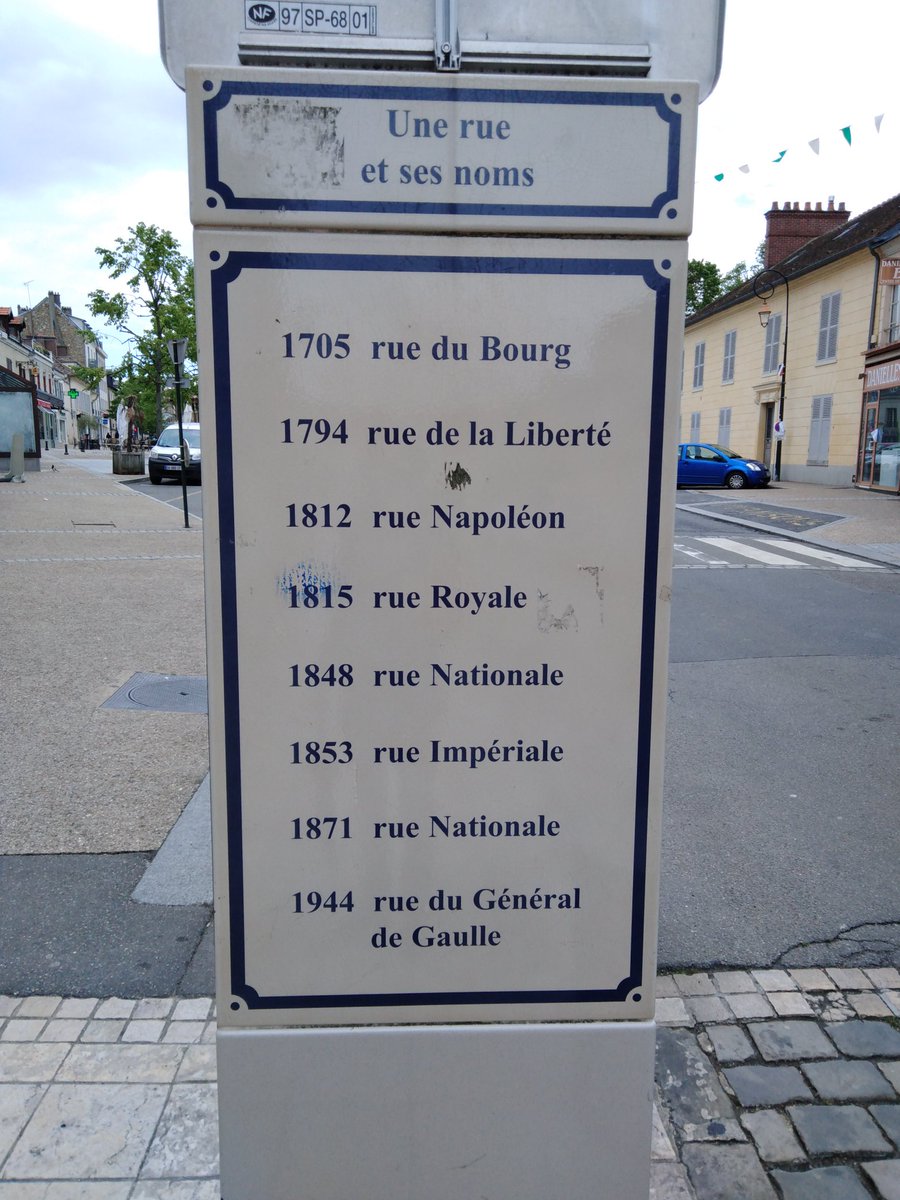 NF 97 SP-68 01
Une rue
et ses noms
1705 rue du Bourg
1794 rue de la Liberté
1812 rue Napoléon
1815 rue Royale
1848 rue Nationale
1853 rue Impériale
1871 rue Nationale
1944 rue du Général
de Gaulle
DANIELLE